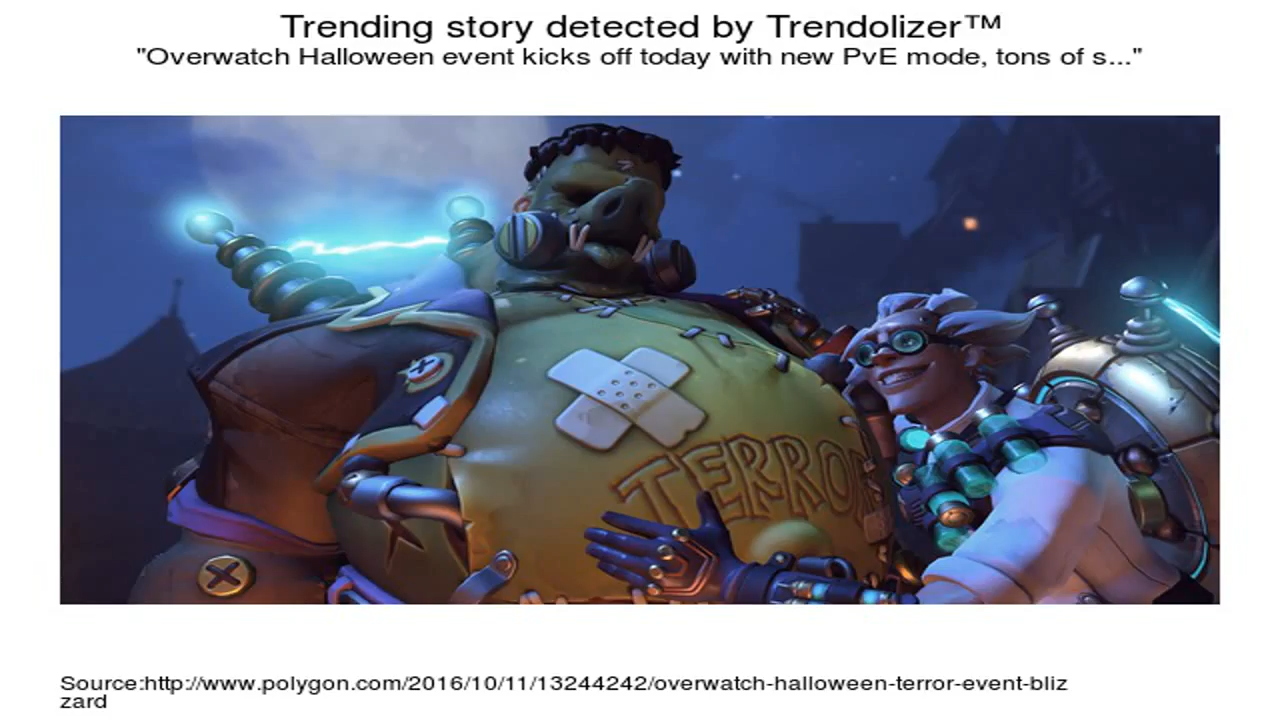 Trending story detected by Trendolizer™
"Overwatch Halloween event kicks off today with new PvE mode, tons of s..."
TERROR
Source:http://www.polygon.com/2016/10/11/13244242/overwatch-halloween-terror-event-bliz
zard